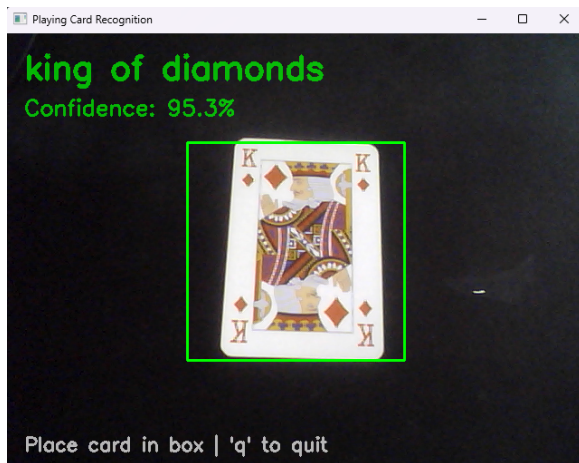 Playing Card Recognition
king of diamonds
Confidence: 95.3%
K K
K K
Place card in box | 'q' to quit